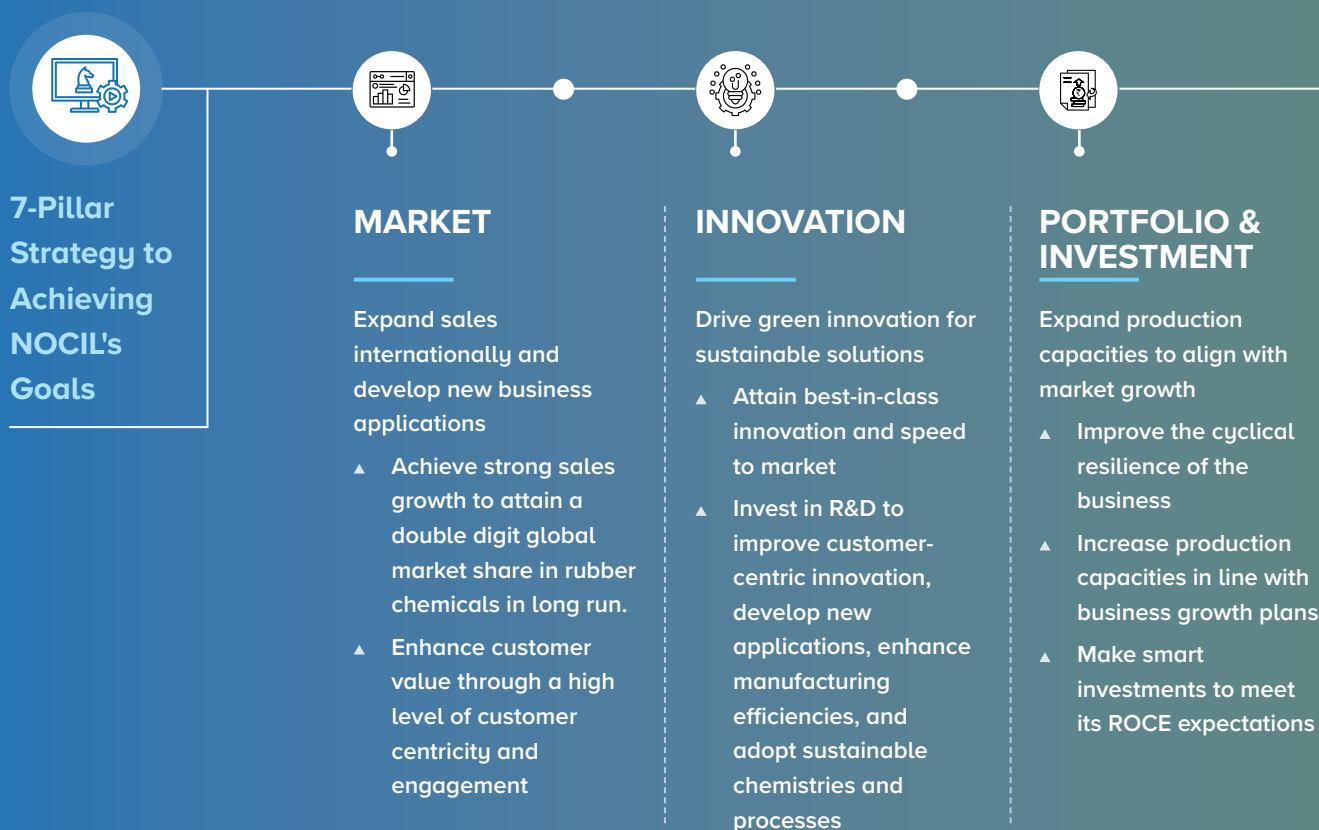 7-Pillar
Strategy to
Achieving
NOCIL's
Goals
MARKET
Expand sales
internationally and
develop new business
applications
▲ Achieve strong sales
growth to attain a
double digit global
market share in rubber
chemicals in long run.
▲ Enhance customer
value through a high
level of customer
centricity and
engagement
INNOVATION
Drive green innovation for
sustainable solutions
▲ Attain best-in-class
innovation and speed
to market
▲ Invest in R&D to
improve customer-
centric innovation,
develop new
applications, enhance
manufacturing
efficiencies, and
adopt sustainable
chemistries and
processes
PORTFOLIO &
INVESTMENT
Expand production
capacities to align with
market growth
▲ Improve the cyclical
resilience of the
business
▲ Increase production
capacities in line with
business growth plans
▲ Make smart
investments to meet
its ROCE expectations